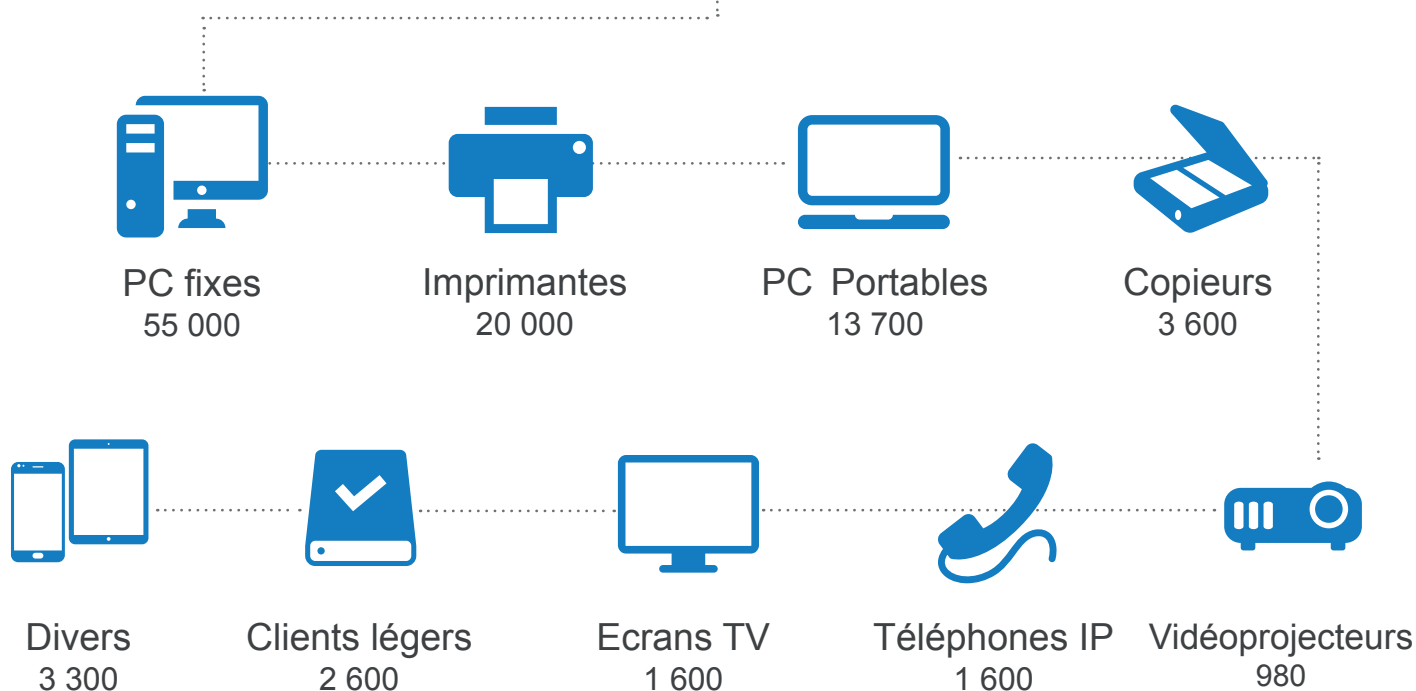 PC fixes
55 000
Imprimantes
20 000
PC Portables
13 700
Copieurs
3 600
Divers
3 300
Clients légers
2 600
Ecrans TV
1 600
Téléphones IP
1 600
Vidéoprojecteurs
980